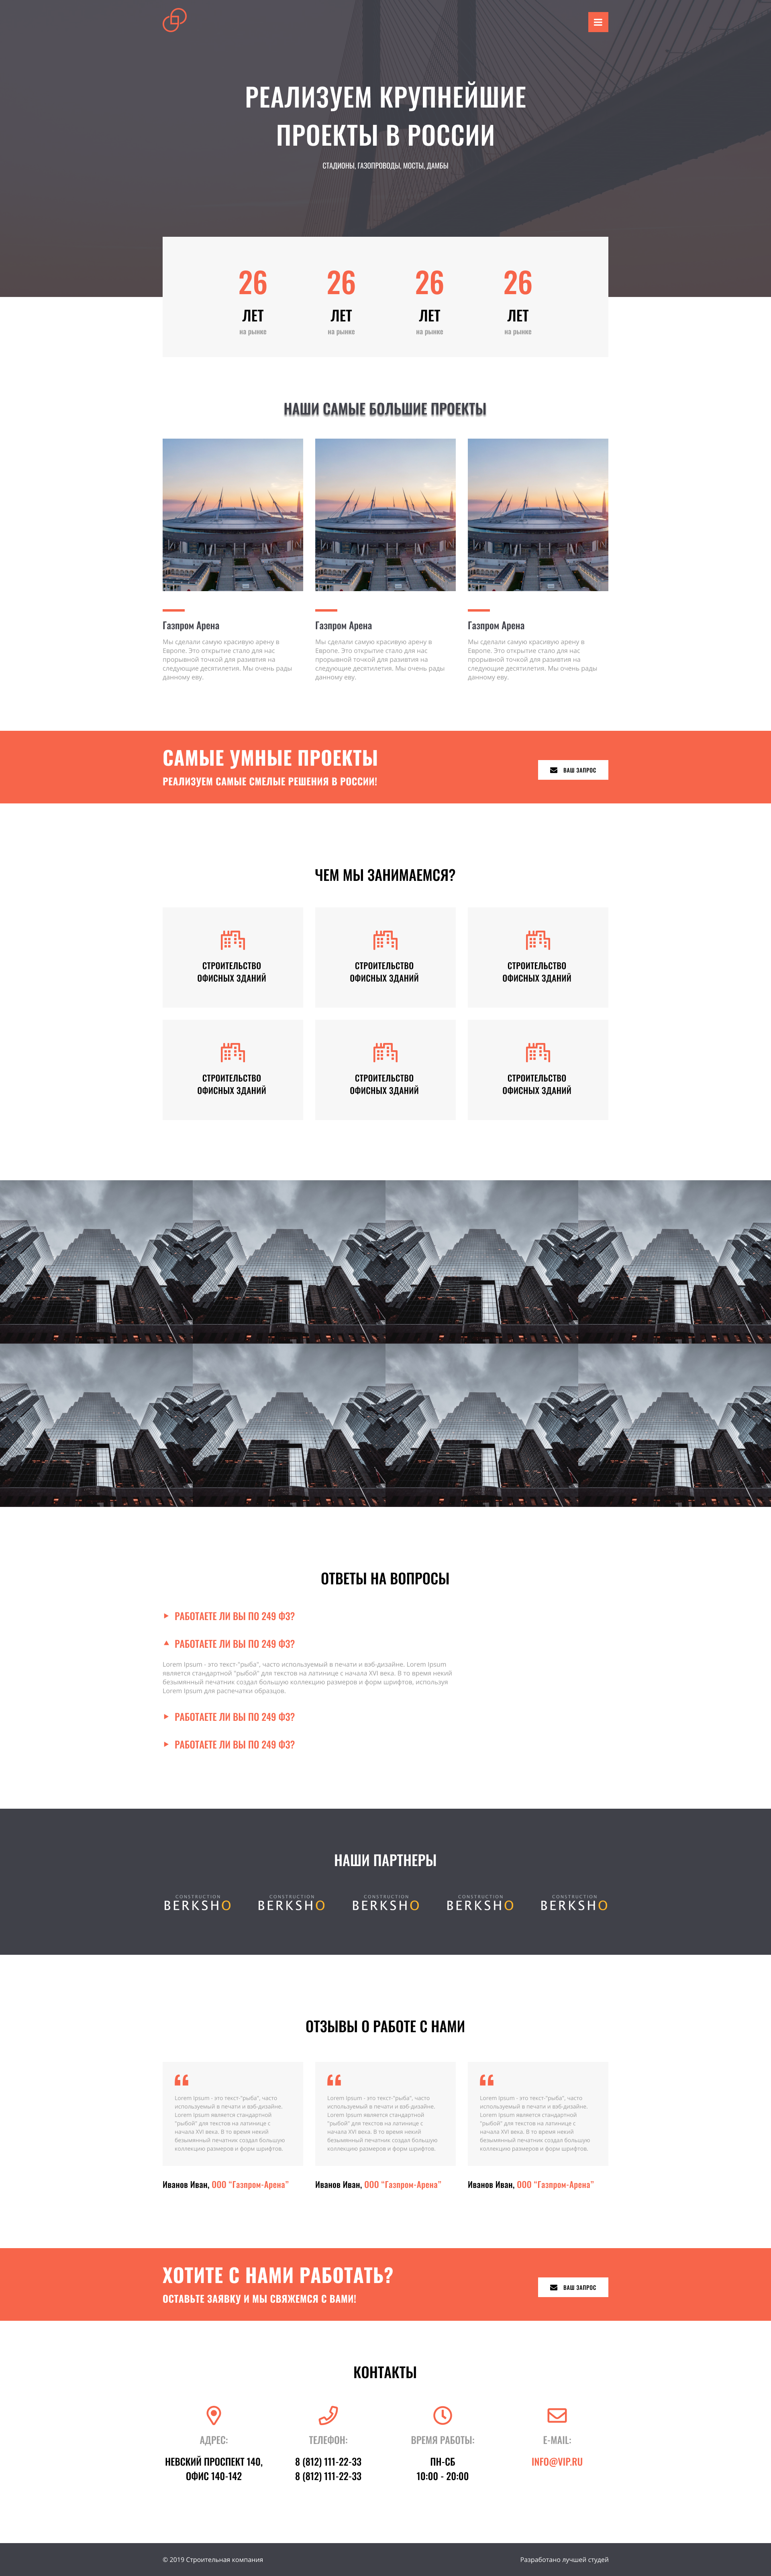 РЕАЛИЗУЕМ КРУПНЕЙШИЕ
ПРОЕКТЫ В РОССИИ
СТАДИОНЫ, ГАЗОПРОВОДЫ, МОСТЫ, ДАМБЫ
26 26 26 26
ЛЕТ ЛЕТ ЛЕТ ЛЕТ
на рынке на рынке на рынке на рынке
НАШИ САМЫЕ БОЛЬШИЕ ПРОЕКТЫ
Газпром Арена
Мы сделали самую красивую арену в
Европе. Это открытие стало для нас
прорывной точкой для разивтия на
следующие десятилетия. Мы очень рады
данному еву.
Газпром Арена
Мы сделали самую красивую арену в
Европе. Это открытие стало для нас
прорывной точкой для разивтия на
следующие десятилетия. Мы очень рады
данному еву.
Газпром Арена
Мы сделали самую красивую арену в
Европе. Это открытие стало для нас
прорывной точкой для разивтия на
следующие десятилетия. Мы очень рады
данному еву.
САМЫЕ УМНЫЕ ПРОЕКТЫ
РЕАЛИЗУЕМ САМЫЕ СМЕЛЫЕ РЕШЕНИЯ В РОССИИ!
ВАШ ЗАПРОС
ЧЕМ МЫ ЗАНИМАЕМСЯ?
СТРОИТЕЛЬСТВО
ОФИСНЫХ ЗДАНИЙ
СТРОИТЕЛЬСТВО
ОФИСНЫХ ЗДАНИЙ
СТРОИТЕЛЬСТВО
ОФИСНЫХ ЗДАНИЙ
СТРОИТЕЛЬСТВО
ОФИСНЫХ ЗДАНИЙ
СТРОИТЕЛЬСТВО
ОФИСНЫХ ЗДАНИЙ
СТРОИТЕЛЬСТВО
ОФИСНЫХ ЗДАНИЙ
ОТВЕТЫ НА ВОПРОСЫ
РАБОТАЕТЕ ЛИ ВЫ ПО 249 ФЗ?
РАБОТАЕТЕ ЛИ ВЫ ПО 249 ФЗ?
Lorem Ipsum - это текст-"рыба", часто используемый в печати и вэб-дизайне. Lorem Ipsum
является стандартной "рыбой" для текстов на латинице с начала XVI века. В то время некий
безымянный печатник создал большую коллекцию размеров и форм шрифтов, используя
Lorem Ipsum для распечатки образцов.
РАБОТАЕТЕ ЛИ ВЫ ПО 249 ФЗ?
РАБОТАЕТЕ ЛИ ВЫ ПО 249 ФЗ?
НАШИ ПАРТНЕРЫ
CONSTRUCTION CONSTRUCTION CONSTRUCTION CONSTRUCTION CONSTRUCTION
BERKSHO BERKSHO BERKSHO BERKSHO BERKSHO
ОТЗЫВЫ О РАБОТЕ С НАМИ
Lorem Ipsum - это текст-"рыба", часто
используемый в печати и вэб-дизайне.
Lorem Ipsum является стандартной
"рыбой" для текстов на латинице с
начала XVI века. В то время некий
безымянный печатник создал большую
коллекцию размеров и форм шрифтов.
Иванов Иван, ООО “Газпром-Арена”
Lorem Ipsum - это текст-"рыба", часто
используемый в печати и вэб-дизайне.
Lorem Ipsum является стандартной
"рыбой" для текстов на латинице с
начала XVI века. В то время некий
безымянный печатник создал большую
коллекцию размеров и форм шрифтов.
Иванов Иван, ООО “Газпром-Арена”
Lorem Ipsum - это текст-"рыба", часто
используемый в печати и вэб-дизайне.
Lorem Ipsum является стандартной
"рыбой" для текстов на латинице с
начала XVI века. В то время некий
безымянный печатник создал большую
коллекцию размеров и форм шрифтов.
Иванов Иван, ООО “Газпром-Арена”
ХОТИТЕ С НАМИ РАБОТАТЬ?
ОСТАВЬТЕ ЗАЯВКУ И МЫ СВЯЖЕМСЯ С ВАМИ!
ВАШ ЗАПРОС
КОНТАКТЫ
АДРЕС:
НЕВСКИЙ ПРОСПЕКТ 140,
ОФИС 140-142
ТЕЛЕФОН:
8 (812) 111-22-33
8 (812) 111-22-33
ВРЕМЯ РАБОТЫ:
ПН-СБ
10:00 - 20:00
E-MAIL:
INFO@VIP.RU
© 2019 Строительная компания
Разработано лучшей студей